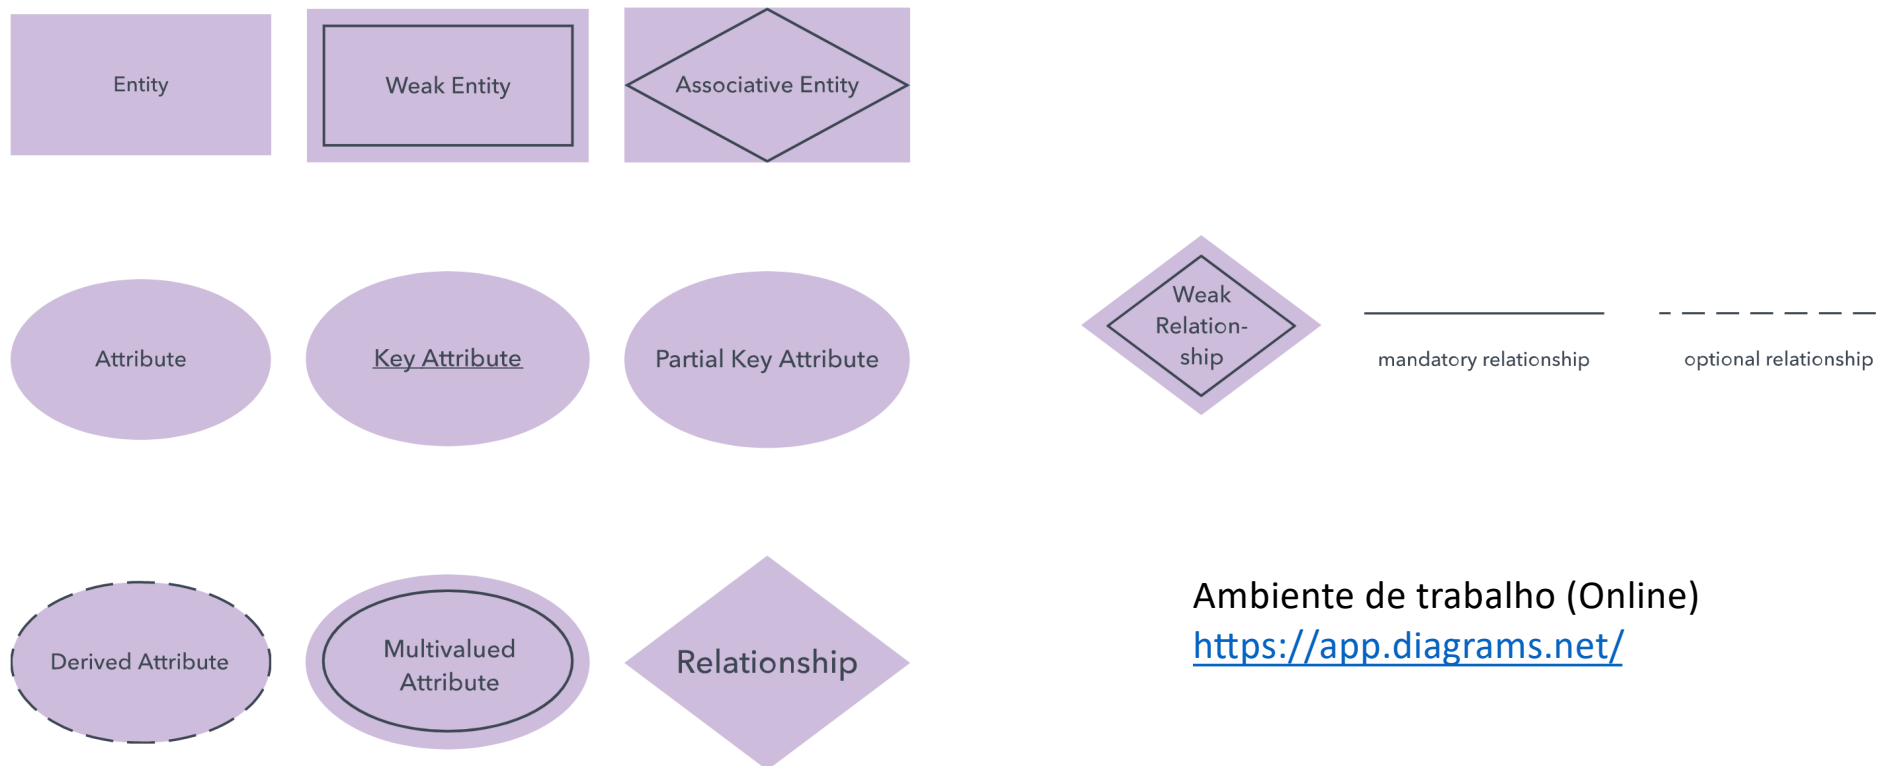 Entity
Weak Entity
Associative Entity
Attribute
Key Attribute
Partial Key Attribute
Weak
Relation-
ship
mandatory relationship
optional relationship
Derived Attribute
Multivalued
Attribute
Relationship
Ambiente de trabalho (Online)
https://app.diagrams.net/